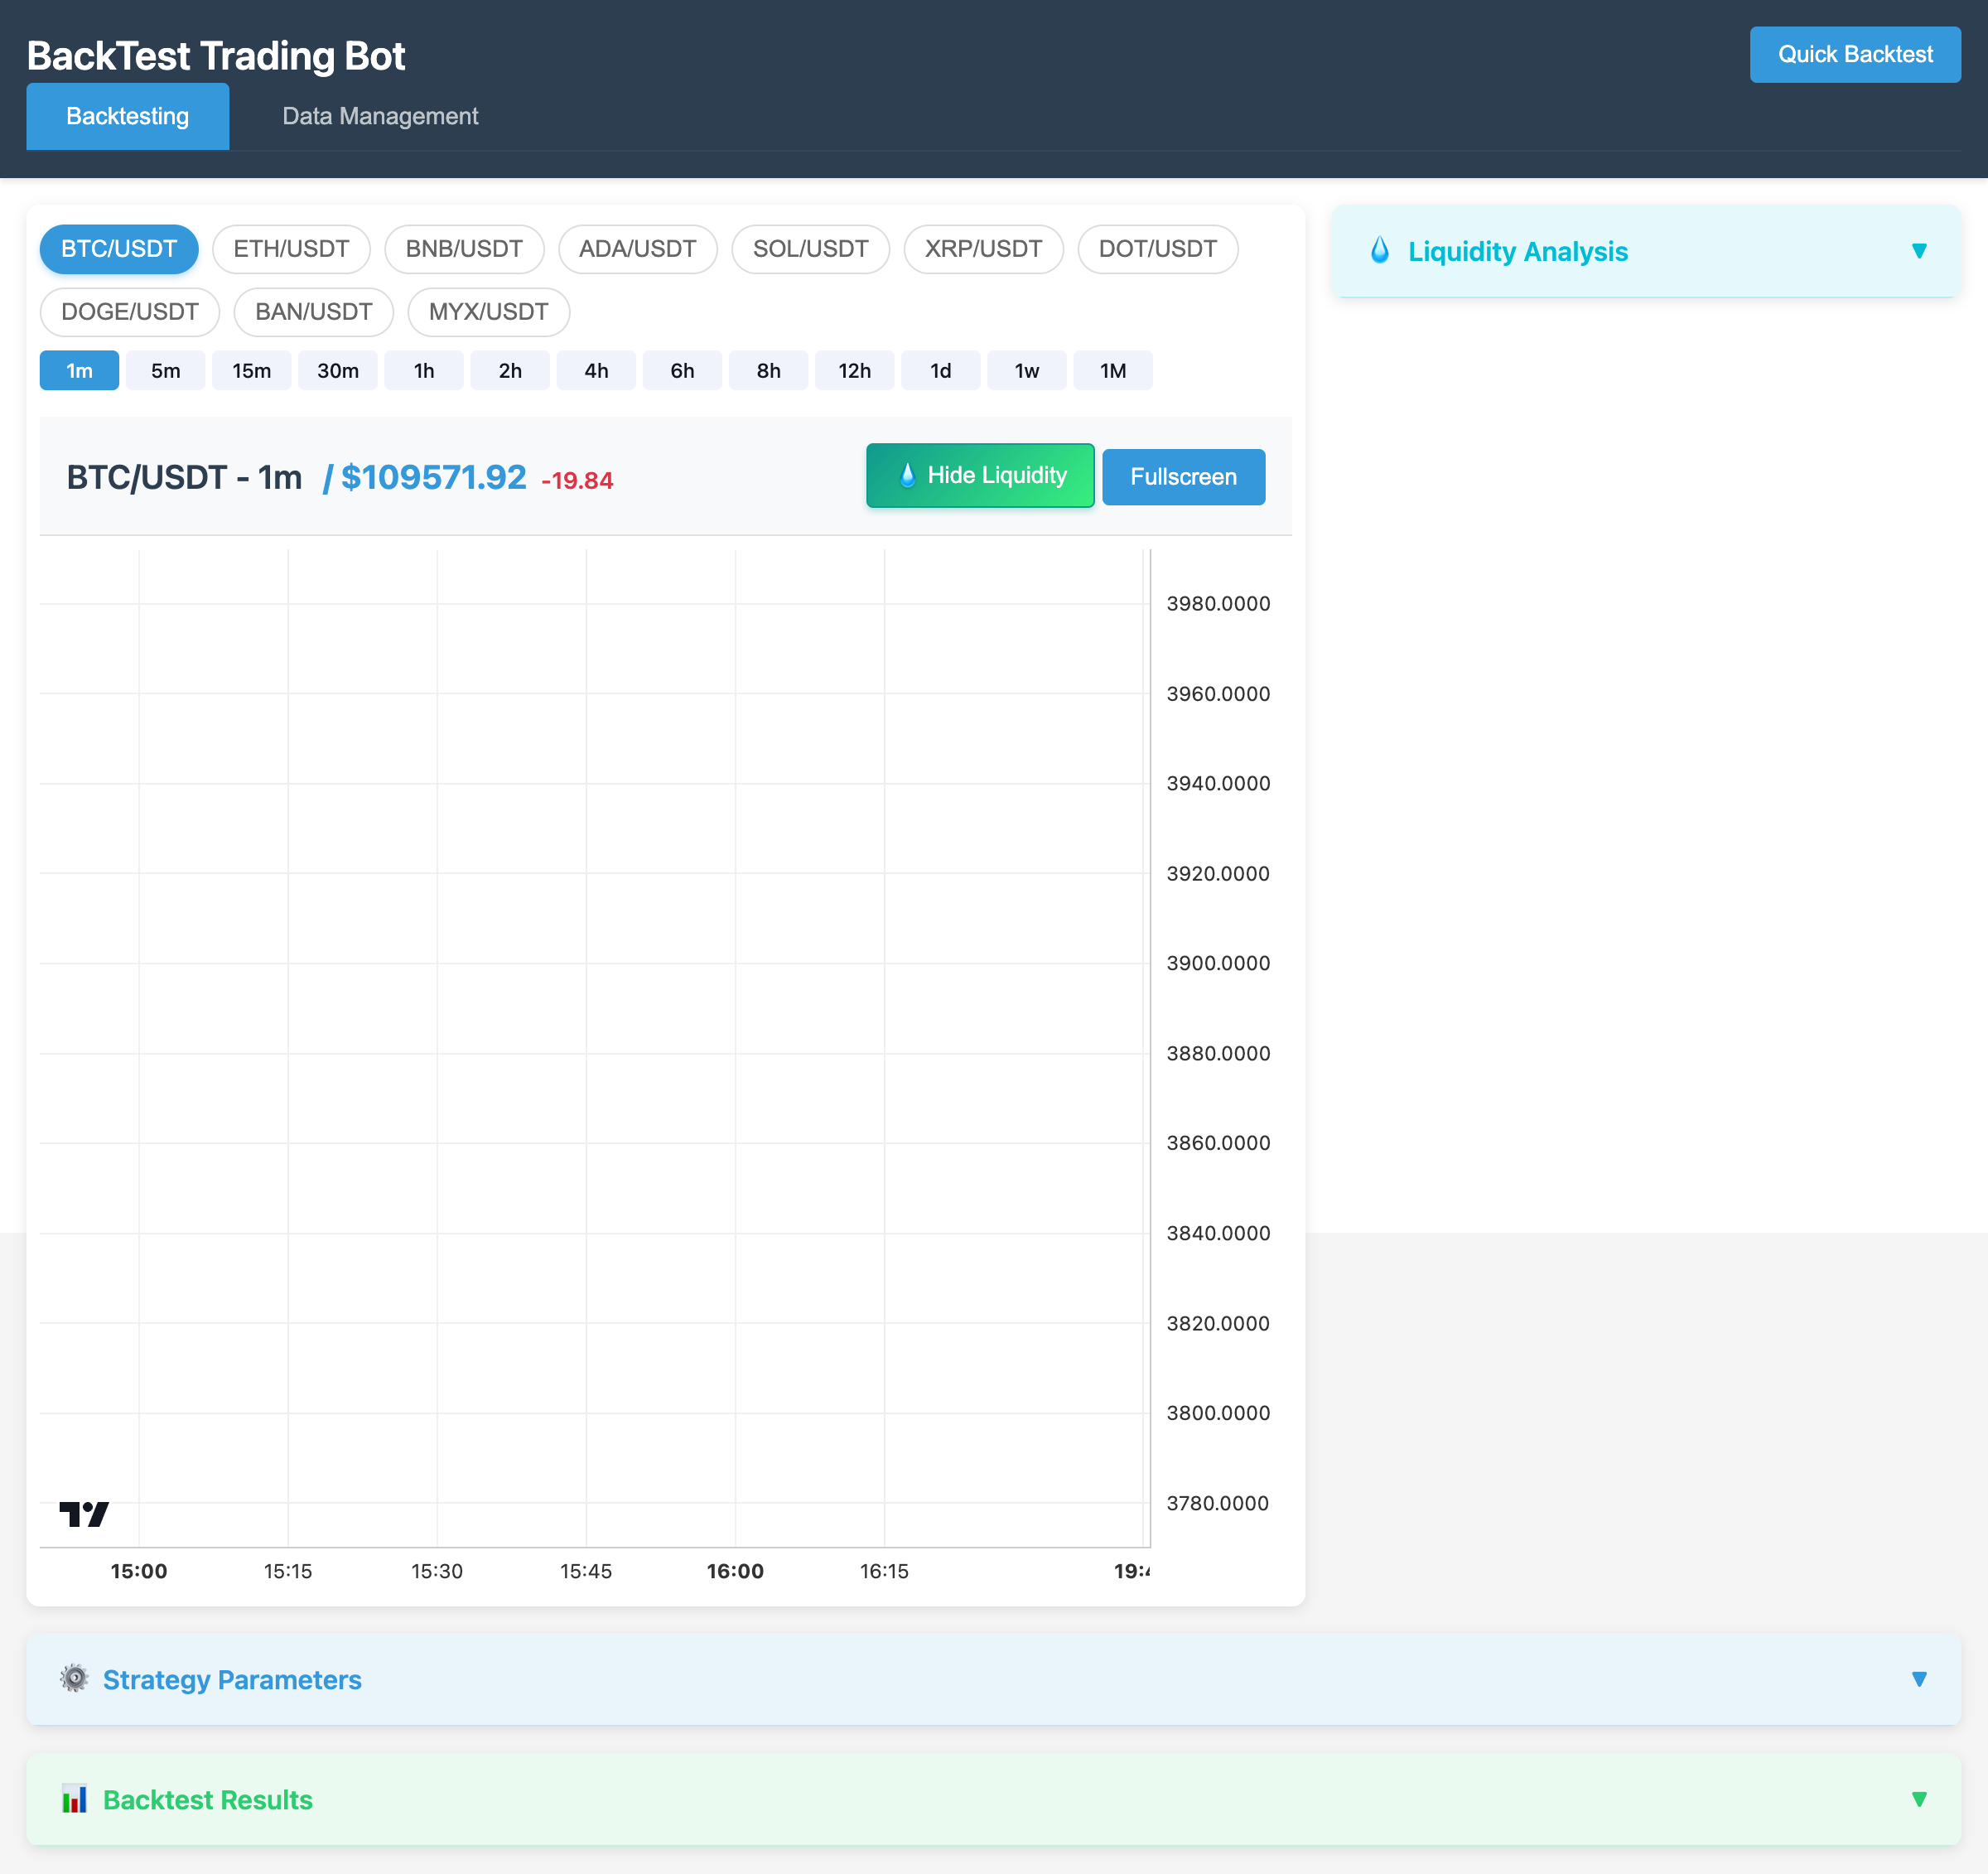 BackTest Trading Bot
Quick Backtest
Backtesting
Data Management
BTC/USDT
ETH/USDT
BNB/USDT
ADA/USDT
SOL/USDT
XRP/USDT
DOT/USDT
DOGE/USDT
BAN/USDT
MYX/USDT
1m
5m
15m
30m
1h
2h
4h
6h
8h
12h
1d
1w
1M
BTC/USDT - 1m / $109571.92 -19.84
Hide Liquidity
Fullscreen
3980.0000
3960.0000
3940.0000
3920.0000
3900.0000
3880.0000
3860.0000
3840.0000
3820.0000
3800.0000
3780.0000
15:00
15:15
15:30
15:45
16:00
16:15
Liquidity Analysis
Strategy Parameters
Backtest Results